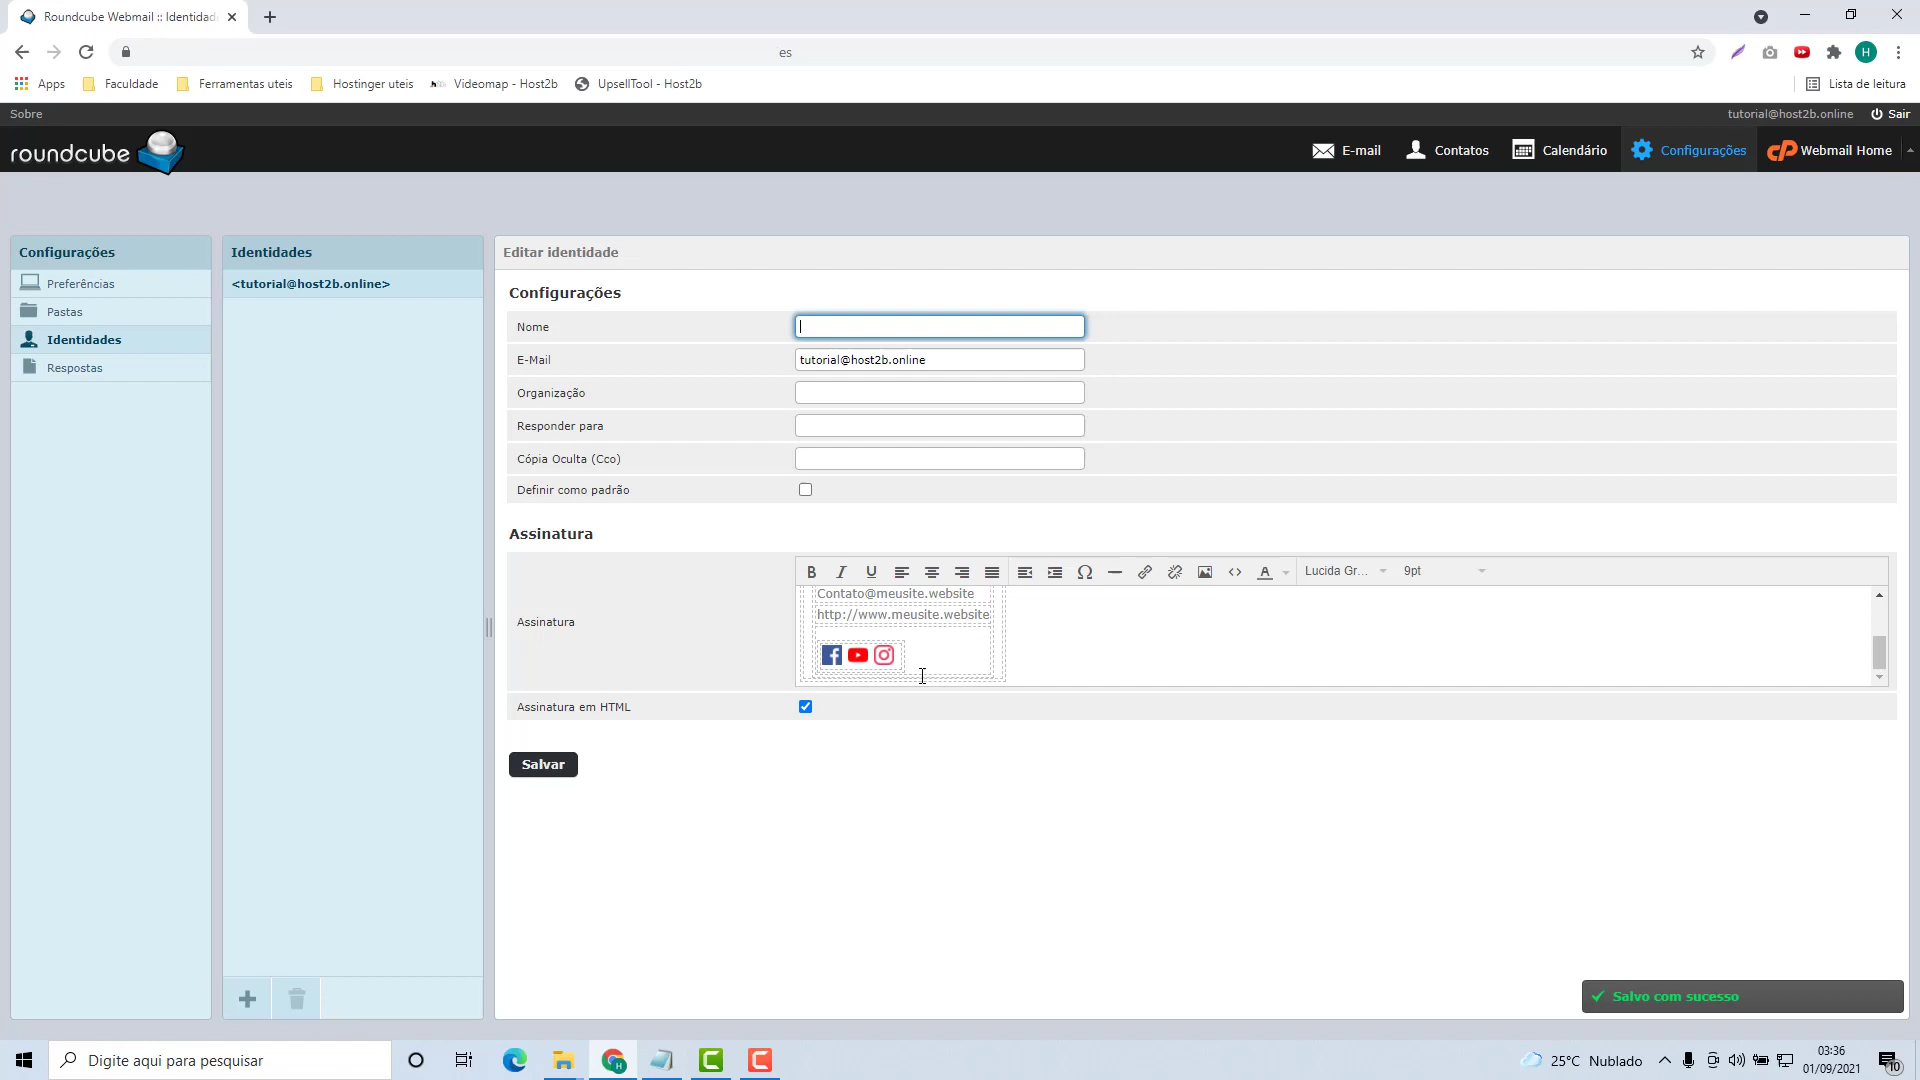 Roundcube Webmail :: Identidad
es
Apps
Faculdade
Ferramentas uteis
Hostinger uteis
Videomap - Host2b
UpsellTool - Host2b
Lista de leitura
H
Sobre
tutorial@host2b.online
Sair
roundcube
E-mail
Contatos
Calendário
Configurações
cP Webmail Home
Configurações
Preferências
Pastas
Identidades
Respostas
Identidades
<tutorial@host2b.online>
Editar identidade
Configurações
Nome
E-Mail
tutorial@host2b.online
Organização
Responder para
Cópia Oculta (Cco)
Definir como padrão
Assinatura
B I U
A
Lucida Gr...
9pt
Assinatura
Contato@meusite.website
http://www.meusite.website
Assinatura em HTML
Salvar
Salvo com sucesso
Digite aqui para pesquisar
25°C Nublado
03:36
01/09/2021
10